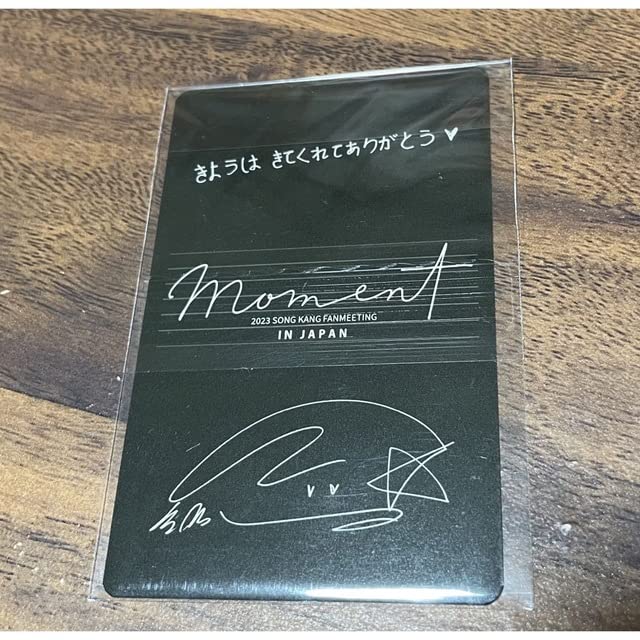 きようは きてくれてありがとう♥
moment
2023 SONG KANG FANMEETING
IN JAPAN